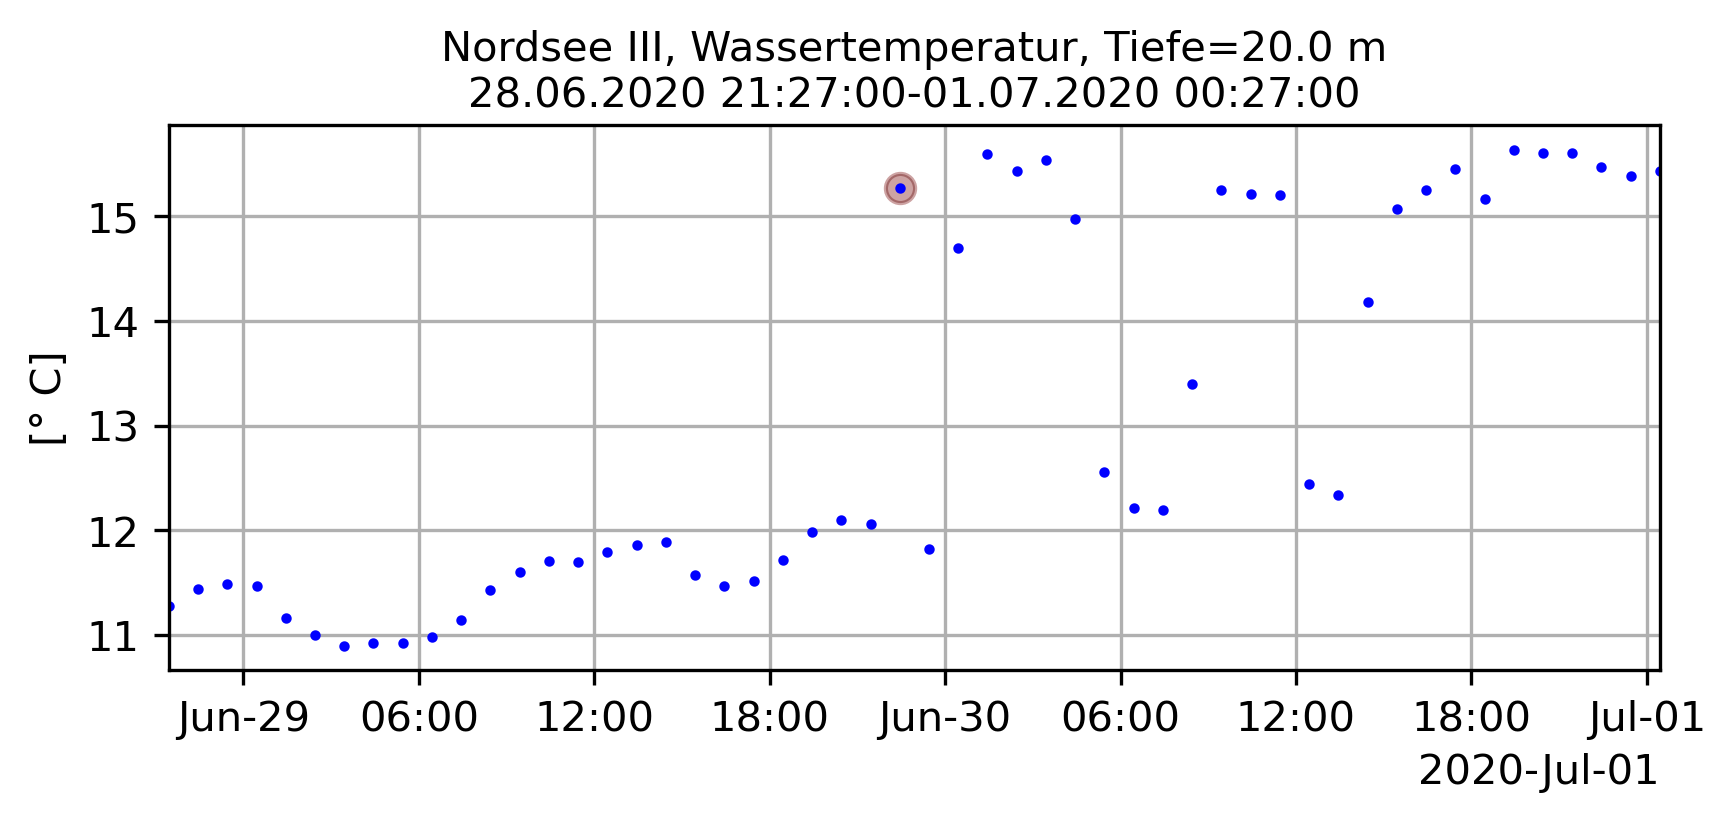 Nordsee III, Wassertemperatur, Tiefe=20.0 m
28.06.2020 21:27:00-01.07.2020 00:27:00
[° C]
15
14
13
12
11
Jun-29 06:00 12:00 18:00 Jun-30 06:00 12:00 18:00 Jul-01
2020-Jul-01